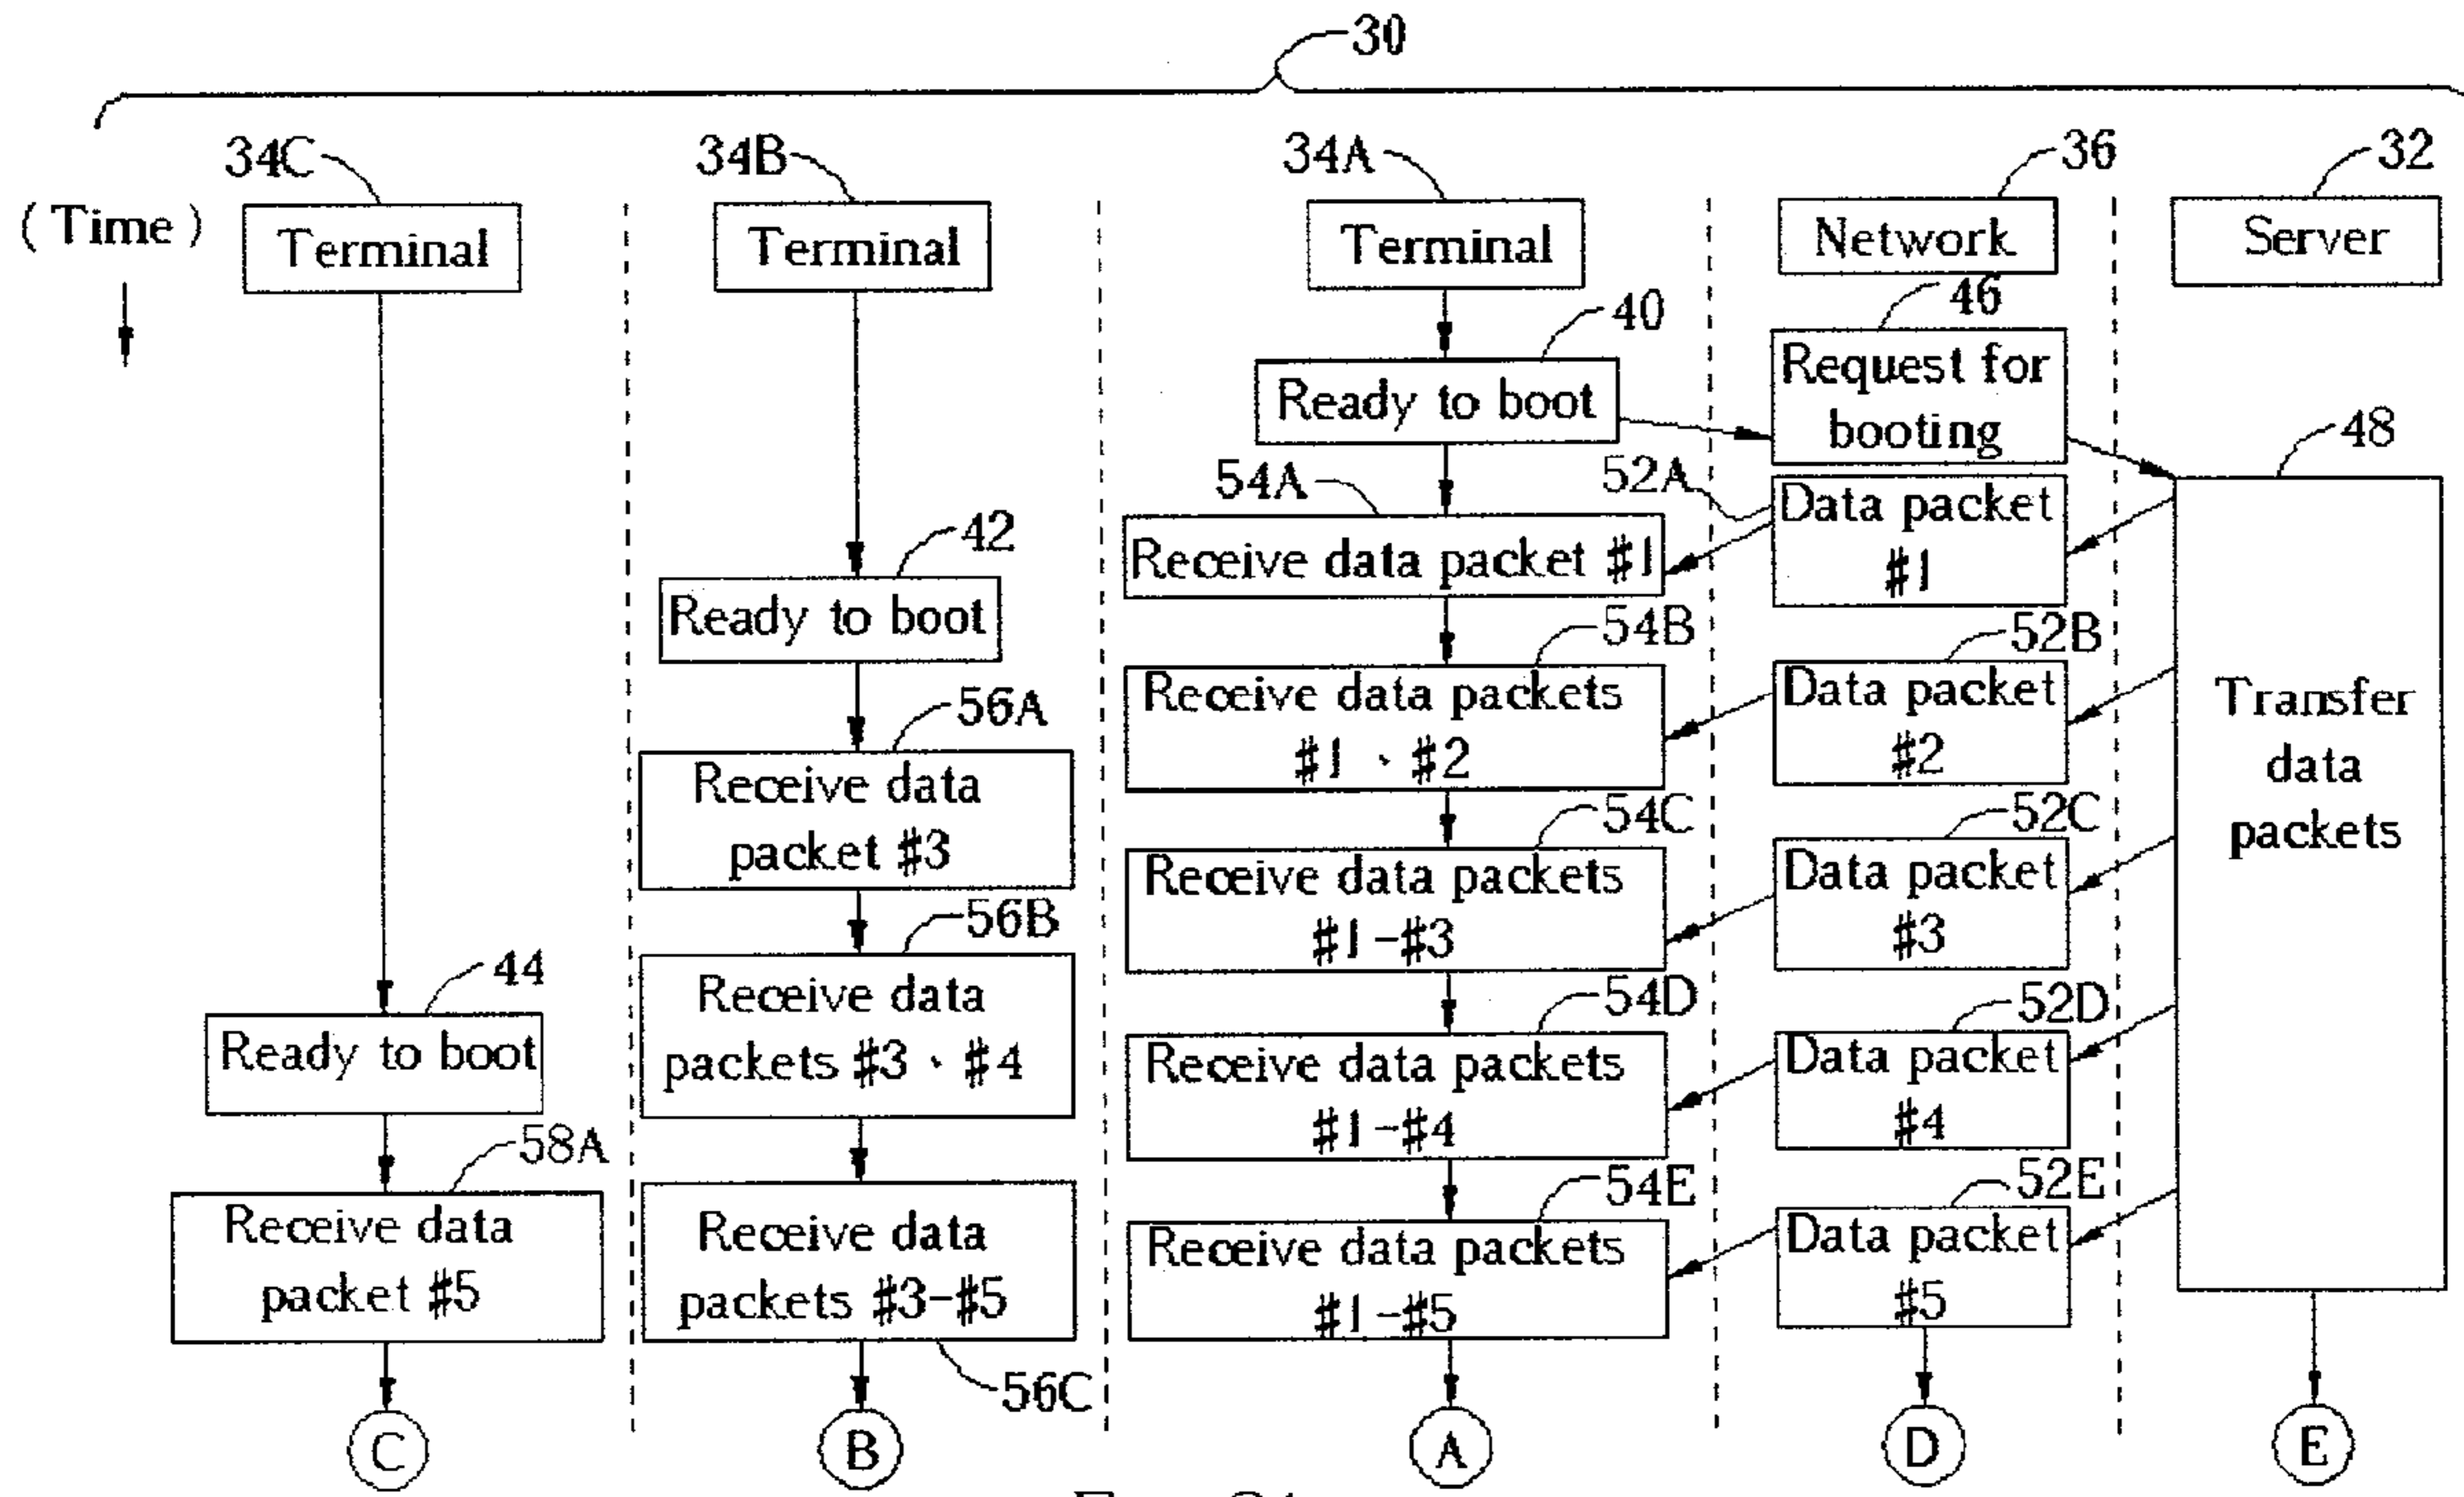 30
34C
34B
34A
36
32
(Time)
Terminal
Terminal
Terminal
Network
Server
46
40
Request for
booting
Ready to boot
48
54A
52A
Data packet
#1
Receive data packet #1
42
Ready to boot
54B
52B
Receive data packets
#1 、 #2
Data packet
#2
Transfer
data
packets
56A
Receive data
packet #3
54C
52C
Receive data packets
#1-#3
Data packet
#3
56B
Receive data
packets #3 、 #4
44
Ready to boot
54D
52D
Receive data packets
#1-#4
Data packet
#4
58A
Receive data
packet #5
Receive data
packets #3-#5
56C
54E
52E
Receive data packets
#1-#5
Data packet
#5
C
B
A
D
E